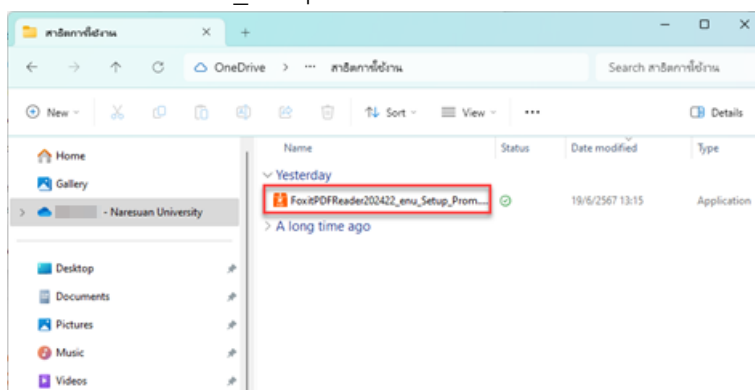 สาธิตการใช้งาน
OneDrive > ... สาธิตการใช้งาน Search สาธิตการใช้งาน
New Sort View ... Details
Home
Gallery
- Naresuan University
Desktop
Documents
Pictures
Music
Videos
Name Status Date modified Type
Yesterday
FoxitPDFReader202422_enu_Setup_Prom.... 19/6/2567 13:15 Application
A long time ago